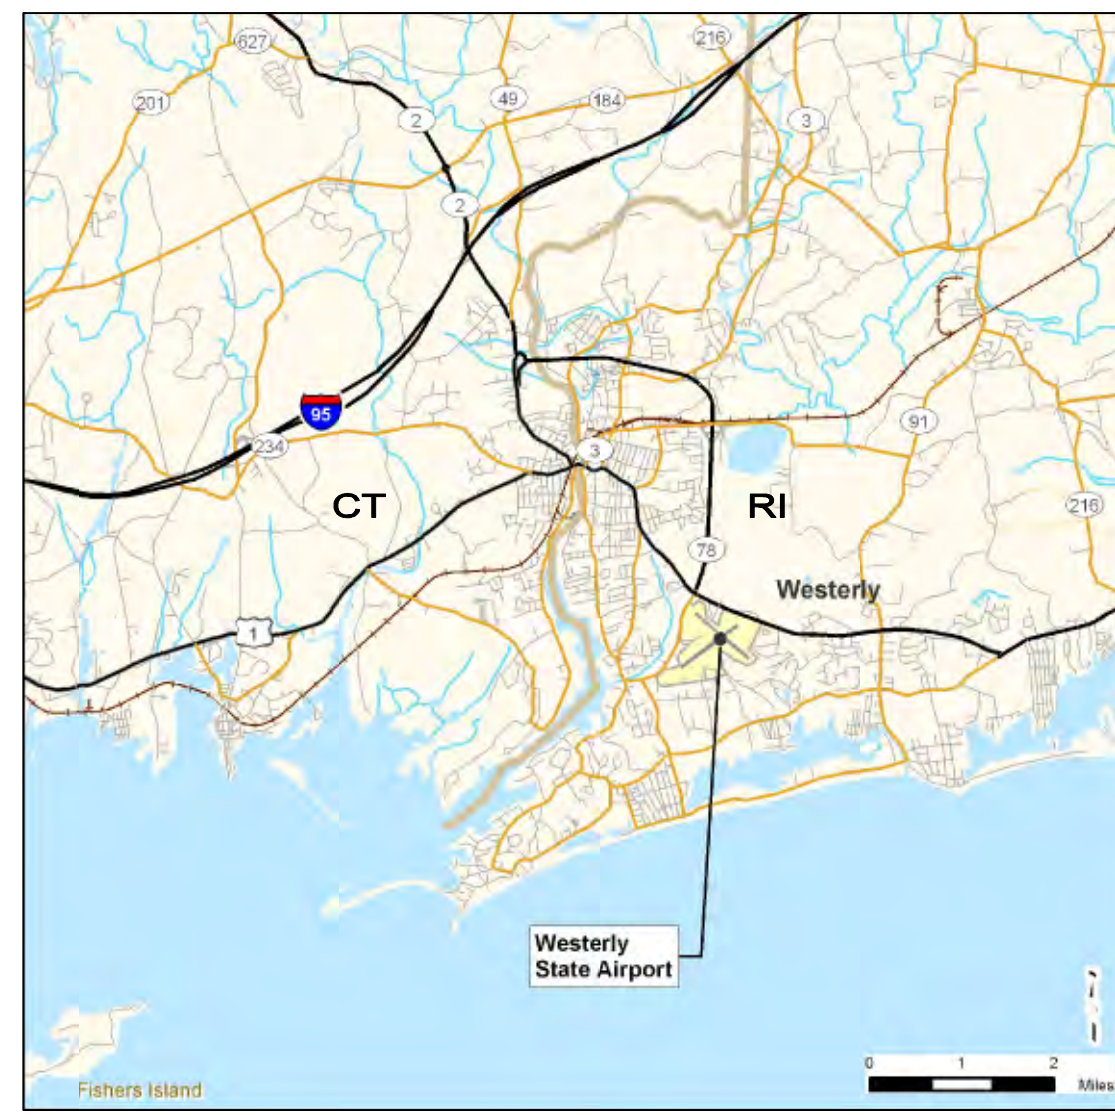 627
216
201
49
184
2
3
2
95
91
234
3
CT
RI
216
78
Westerly
1
Westerly
State Airport
0 1 2
Miles
Fishers Island